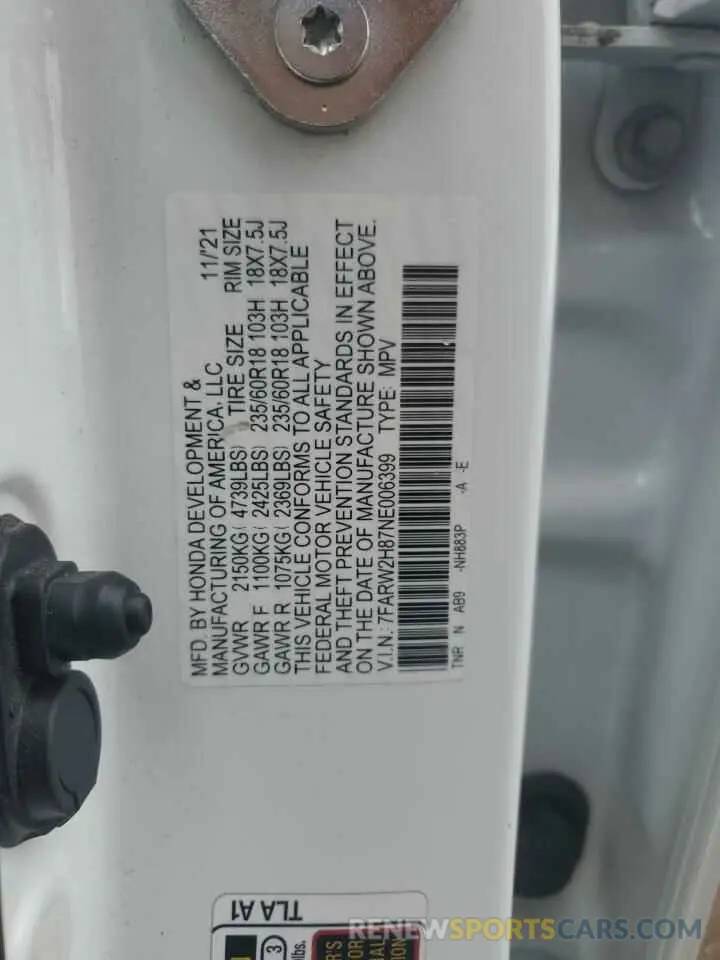 MFD. BY HONDA DEVELOPMENT & 11/'21
MANUFACTURING OF AMERICA, LLC
GVWR 2150KG( 4739LBS) TIRE SIZE RIM SIZE
GAWR F 1100KG( 2425LBS) 235/60R18 103H 18X7.5J
GAWR R 1075KG( 2369LBS) 235/60R18 103H 18X7.5J
THIS VEHICLE CONFORMS TO ALL APPLICABLE
FEDERAL MOTOR VEHICLE SAFETY
AND THEFT PREVENTION STANDARDS IN EFFECT
ON THE DATE OF MANUFACTURE SHOWN ABOVE.
V.I.N.: 7FARW2H87NE006399 TYPE: MPV
TNR N AB9 -NH883P -A -E
TLA A1
3
lbs.
RENEWSPORTSCARS.COM